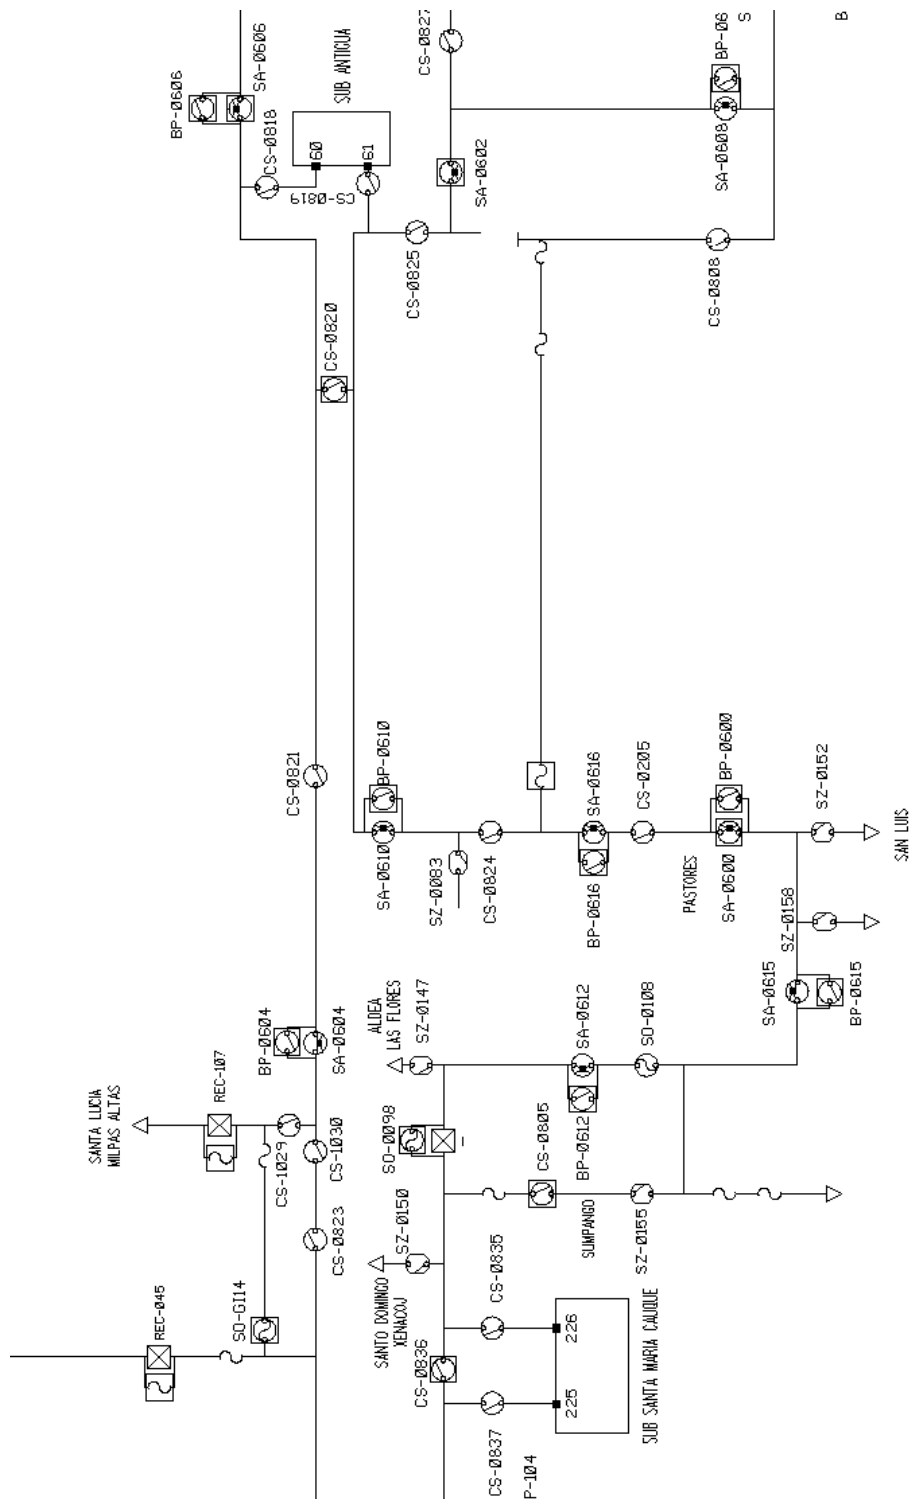 CS-0827
S
B
BP-06
SA-0606
BP-0606
SUB ANTIGUA
CS-0818
60
61
CS-0819
SA-0602
SA-0608
CS-0825
CS-0808
CS-0820
CS-0821
BP-0610
SA-0610
SA-0616
CS-0205
BP-0600
SZ-0152
SZ-0083
CS-0824
BP-0616
PASTORES
SA-0600
SAN LUIS
SZ-0158
SA-0615
BP-0615
BP-0604
SA-0604
ALDEA
LAS FLORES
SZ-0147
SA-0612
SO-0108
REC-107
SANTA LUCIA
MILPAS ALTAS
CS-1029
CS-1030
SO-0098
CS-0805
BP-0612
CS-0823
SZ-0150
SUMPANGO
SZ-0155
CS-0835
REC-045
SO-GI14
SANTO DOMINGO
XENACOJ
CS-0836
226
225
SUB SANTA MARIA CAUQUE
CS-0837
P-104